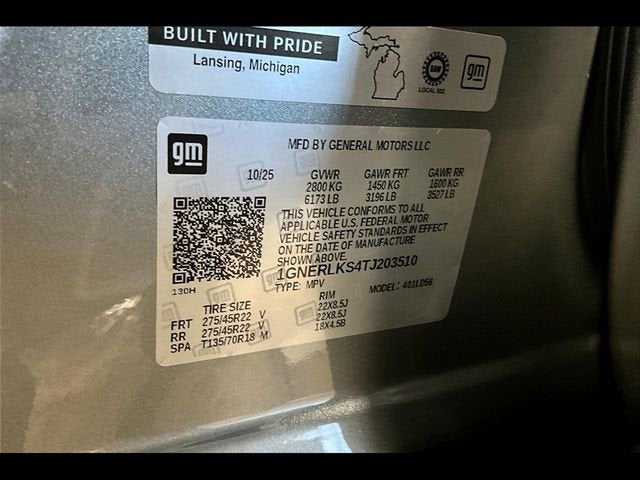 BUILT WITH PRIDE
Lansing, Michigan
UAW
LOCAL 602
gm
gm
MFD BY GENERAL MOTORS LLC
10/25 GVWR GAWR FRT GAWR RR
2800 KG 1450 KG 1600 KG
6173 LB 3196 LB 3527 LB
THIS VEHICLE CONFORMS TO ALL
APPLICABLE U.S. FEDERAL MOTOR
VEHICLE SAFETY STANDARDS IN EFFECT
ON THE DATE OF MANUFACTURE
SHOWN ABOVE.
1GNERLKS4TJ203510
130H
TYPE: MPV MODEL: 401LD56
TIRE SIZE RIM
FRT 275/45R22 V 22X8.5J
RR 275/45R22 V 22X8.5J
SPA T135/70R18 M 18X4.5B